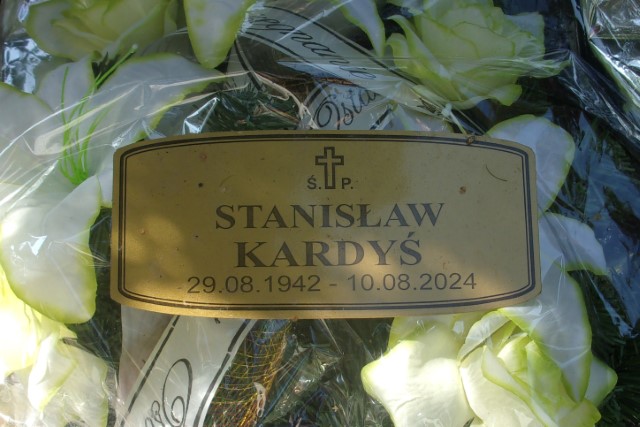 Ś. P.
STANISŁAW
KARDYŚ
29.08.1942 - 10.08.2024